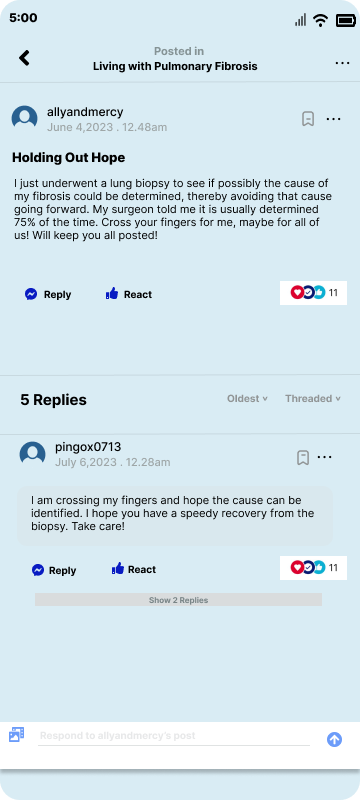 5:00
Posted in
Living with Pulmonary Fibrosis
allyandmercy
June 4,2023 . 12.48am
Holding Out Hope
I just underwent a lung biopsy to see if possibly the cause of
my fibrosis could be determined, thereby avoiding that cause
going forward. My surgeon told me it is usually determined
75% of the time. Cross your fingers for me, maybe for all of
us! Will keep you all posted!
Reply React 11
5 Replies Oldest Threaded
pingox0713
July 6,2023 . 12.28am
I am crossing my fingers and hope the cause can be
identified. I hope you have a speedy recovery from the
biopsy. Take care!
Reply React 11
Show 2 Replies
Respond to allyandmercy's post